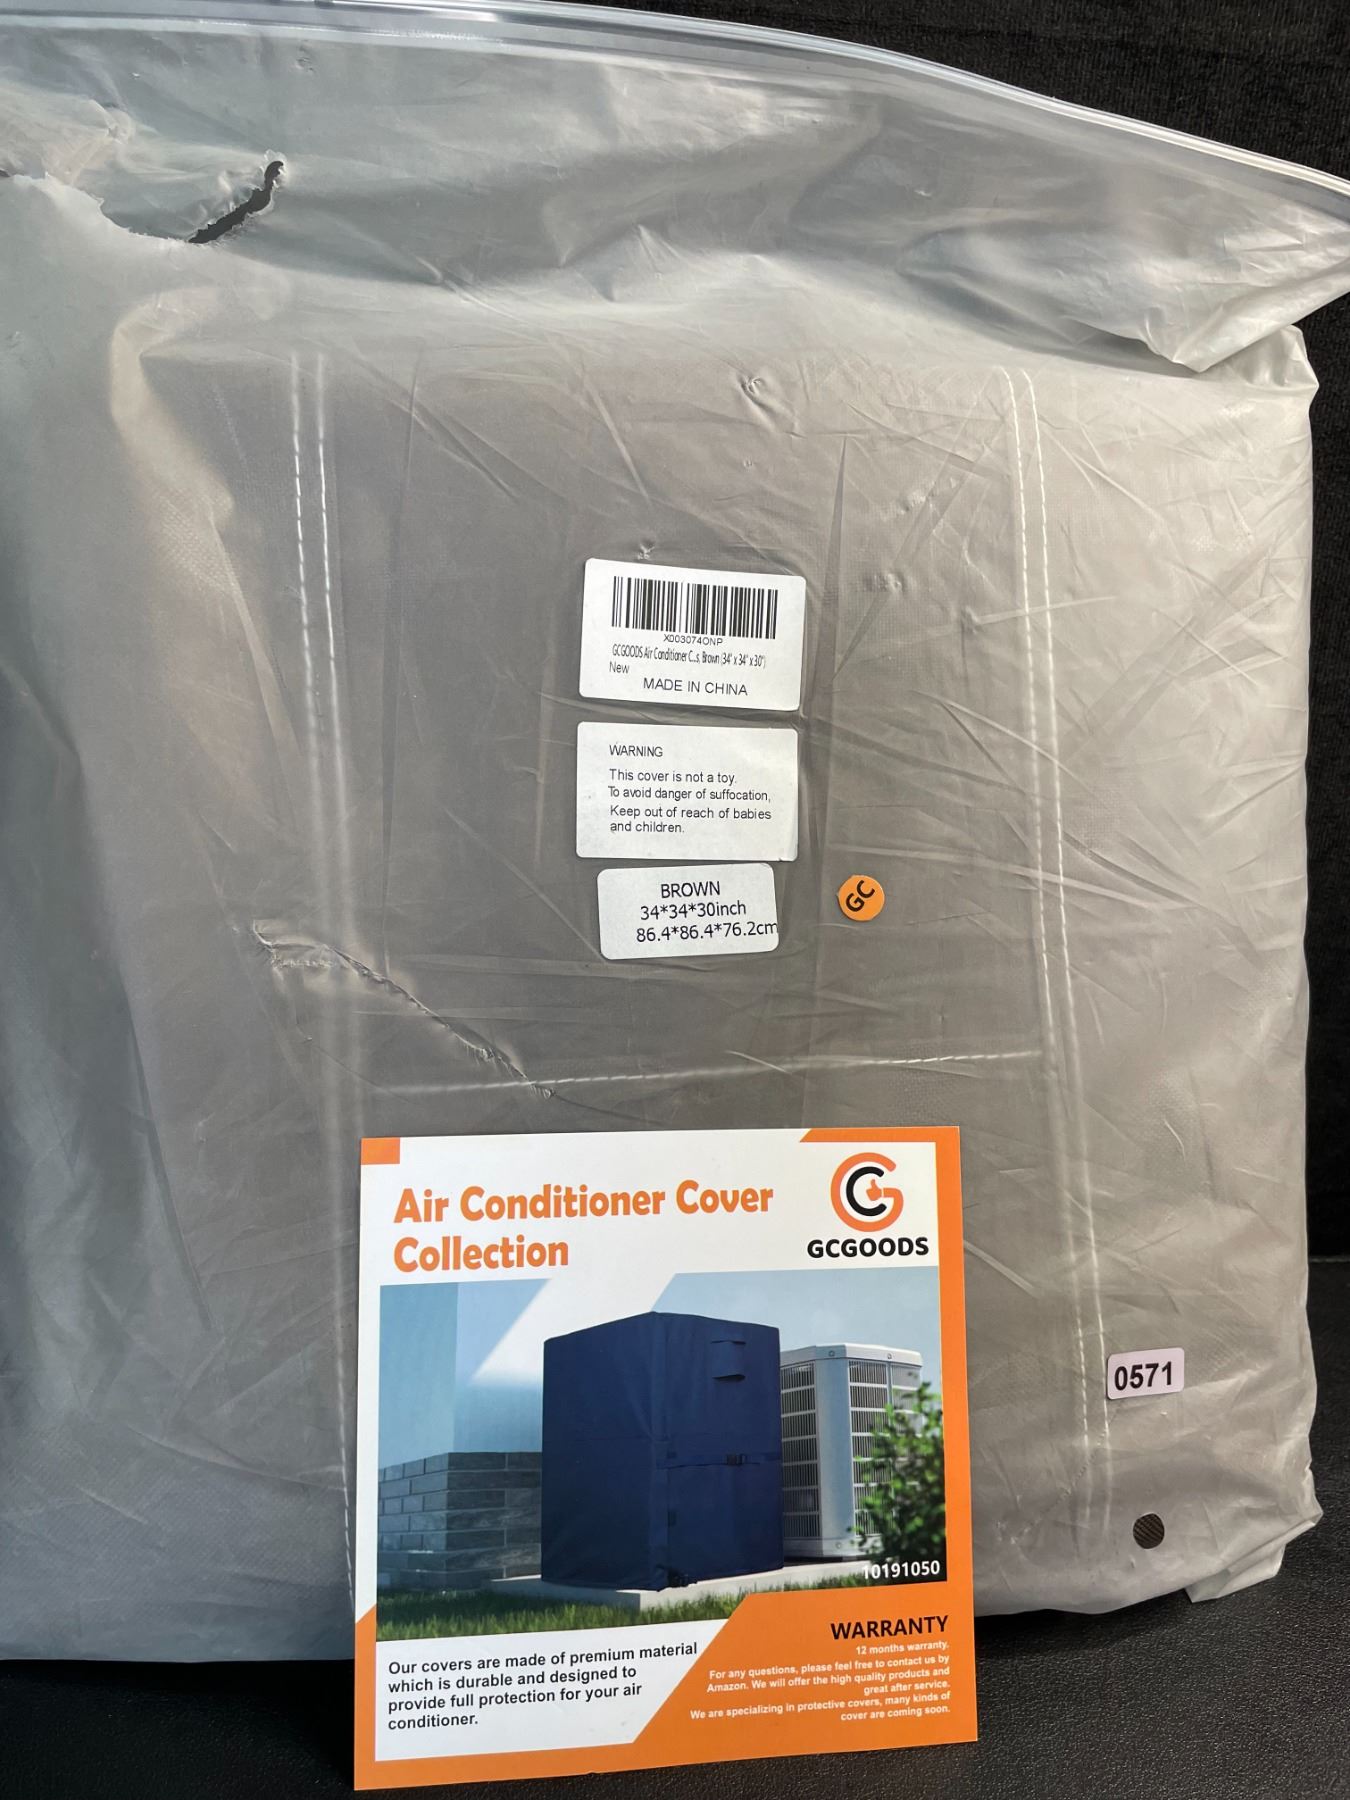 X003074ONP
GCGOODS Air Conditioner C...s, Brown (34" x 34" x 30")
New
MADE IN CHINA
WARNING
This cover is not a toy.
To avoid danger of suffocation,
Keep out of reach of babies
and children.
BROWN
34*34*30inch
86.4*86.4*76.2cm
GC
Air Conditioner Cover
Collection
GCGOODS
0571
10191050
Our covers are made of premium material
which is durable and designed to
provide full protection for your air
conditioner.
WARRANTY
12 months warranty.
For any questions, please feel free to contact us by
Amazon. We will offer the high quality products and
great after service.
We are specializing in protective covers, many kinds of
cover are coming soon.